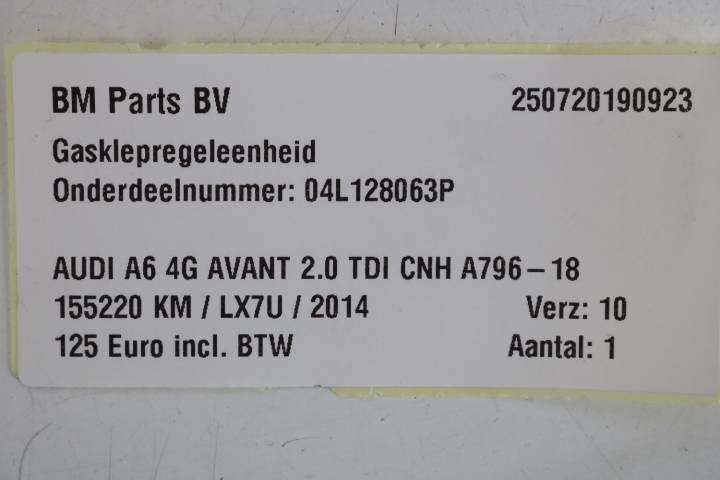 BM Parts BV 250720190923
Gasklepregeleenheid
Onderdeelnummer: 04L128063P
AUDI A6 4G AVANT 2.0 TDI CNH A796-18
155220 KM / LX7U / 2014 Verz: 10
125 Euro incl. BTW Aantal: 1